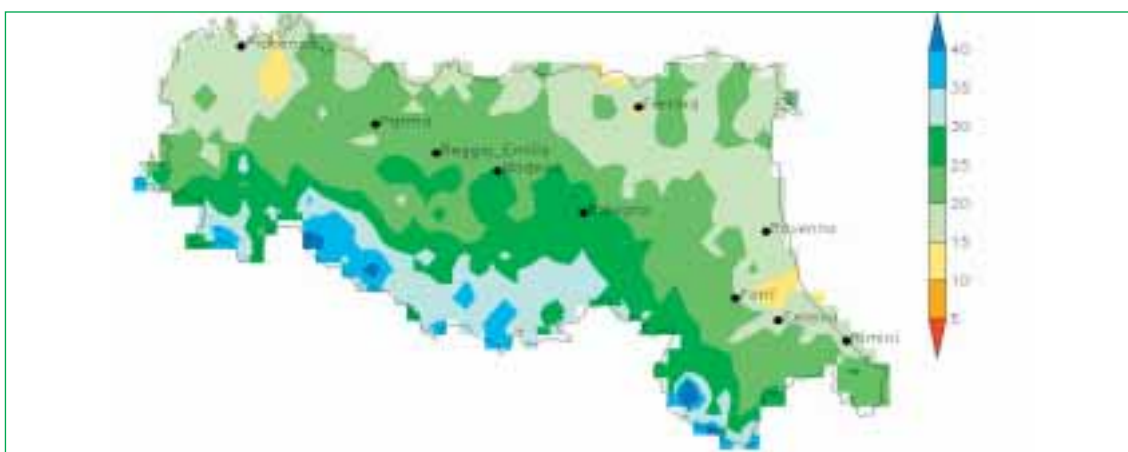 Piacenza
40
35
Ferrara
30
Parma
Reggio_Emilia
25
Modena
20
Bologna
Ravenna
15
10
Forlì
Cesena
5
Rimini